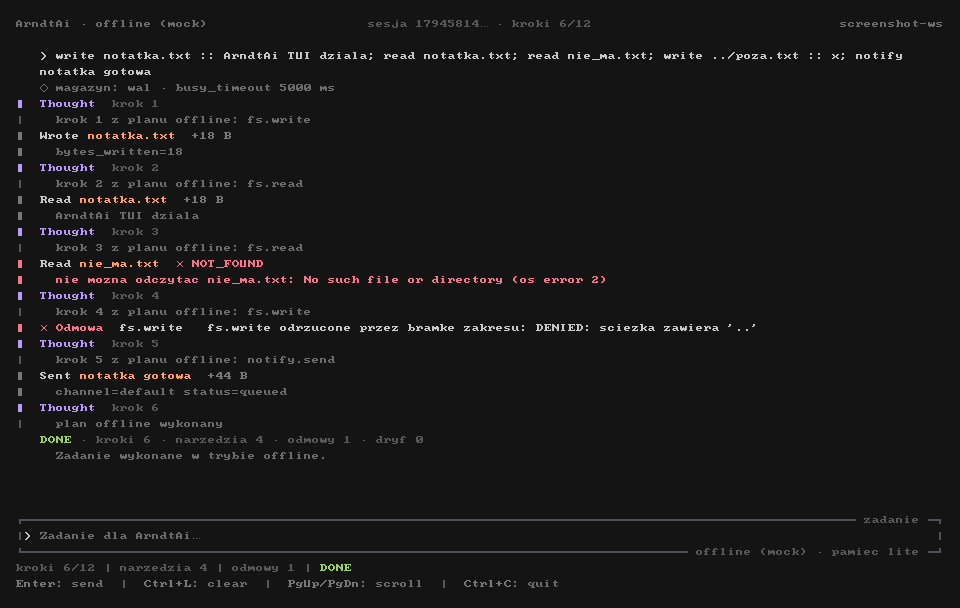 ArndtAi · offline (mock) sesja 17945814… · kroki 6/12 screenshot-ws
> write notatka.txt :: ArndtAi TUI dziala; read notatka.txt; read nie_ma.txt; write ../poza.txt :: x; notify
notatka gotowa
◇ magazyn: wal · busy_timeout 5000 ms
Thought krok 1
krok 1 z planu offline: fs.write
Wrote notatka.txt +18 B
bytes_written=18
Thought krok 2
krok 2 z planu offline: fs.read
Read notatka.txt +18 B
ArndtAi TUI dziala
Thought krok 3
krok 3 z planu offline: fs.read
Read nie_ma.txt × NOT_FOUND
nie mozna odczytac nie_ma.txt: No such file or directory (os error 2)
Thought krok 4
krok 4 z planu offline: fs.write
× Odmowa fs.write fs.write odrzucone przez bramke zakresu: DENIED: sciezka zawiera '..'
Thought krok 5
krok 5 z planu offline: notify.send
Sent notatka gotowa +44 B
channel=default status=queued
Thought krok 6
plan offline wykonany
DONE · kroki 6 · narzedzia 4 · odmowy 1 · dryf 0
Zadanie wykonane w trybie offline.
zadanie
> Zadanie dla ArndtAi…
offline (mock) · pamiec lite
kroki 6/12 | narzedzia 4 | odmowy 1 | DONE
Enter: send | Ctrl+L: clear | PgUp/PgDn: scroll | Ctrl+C: quit